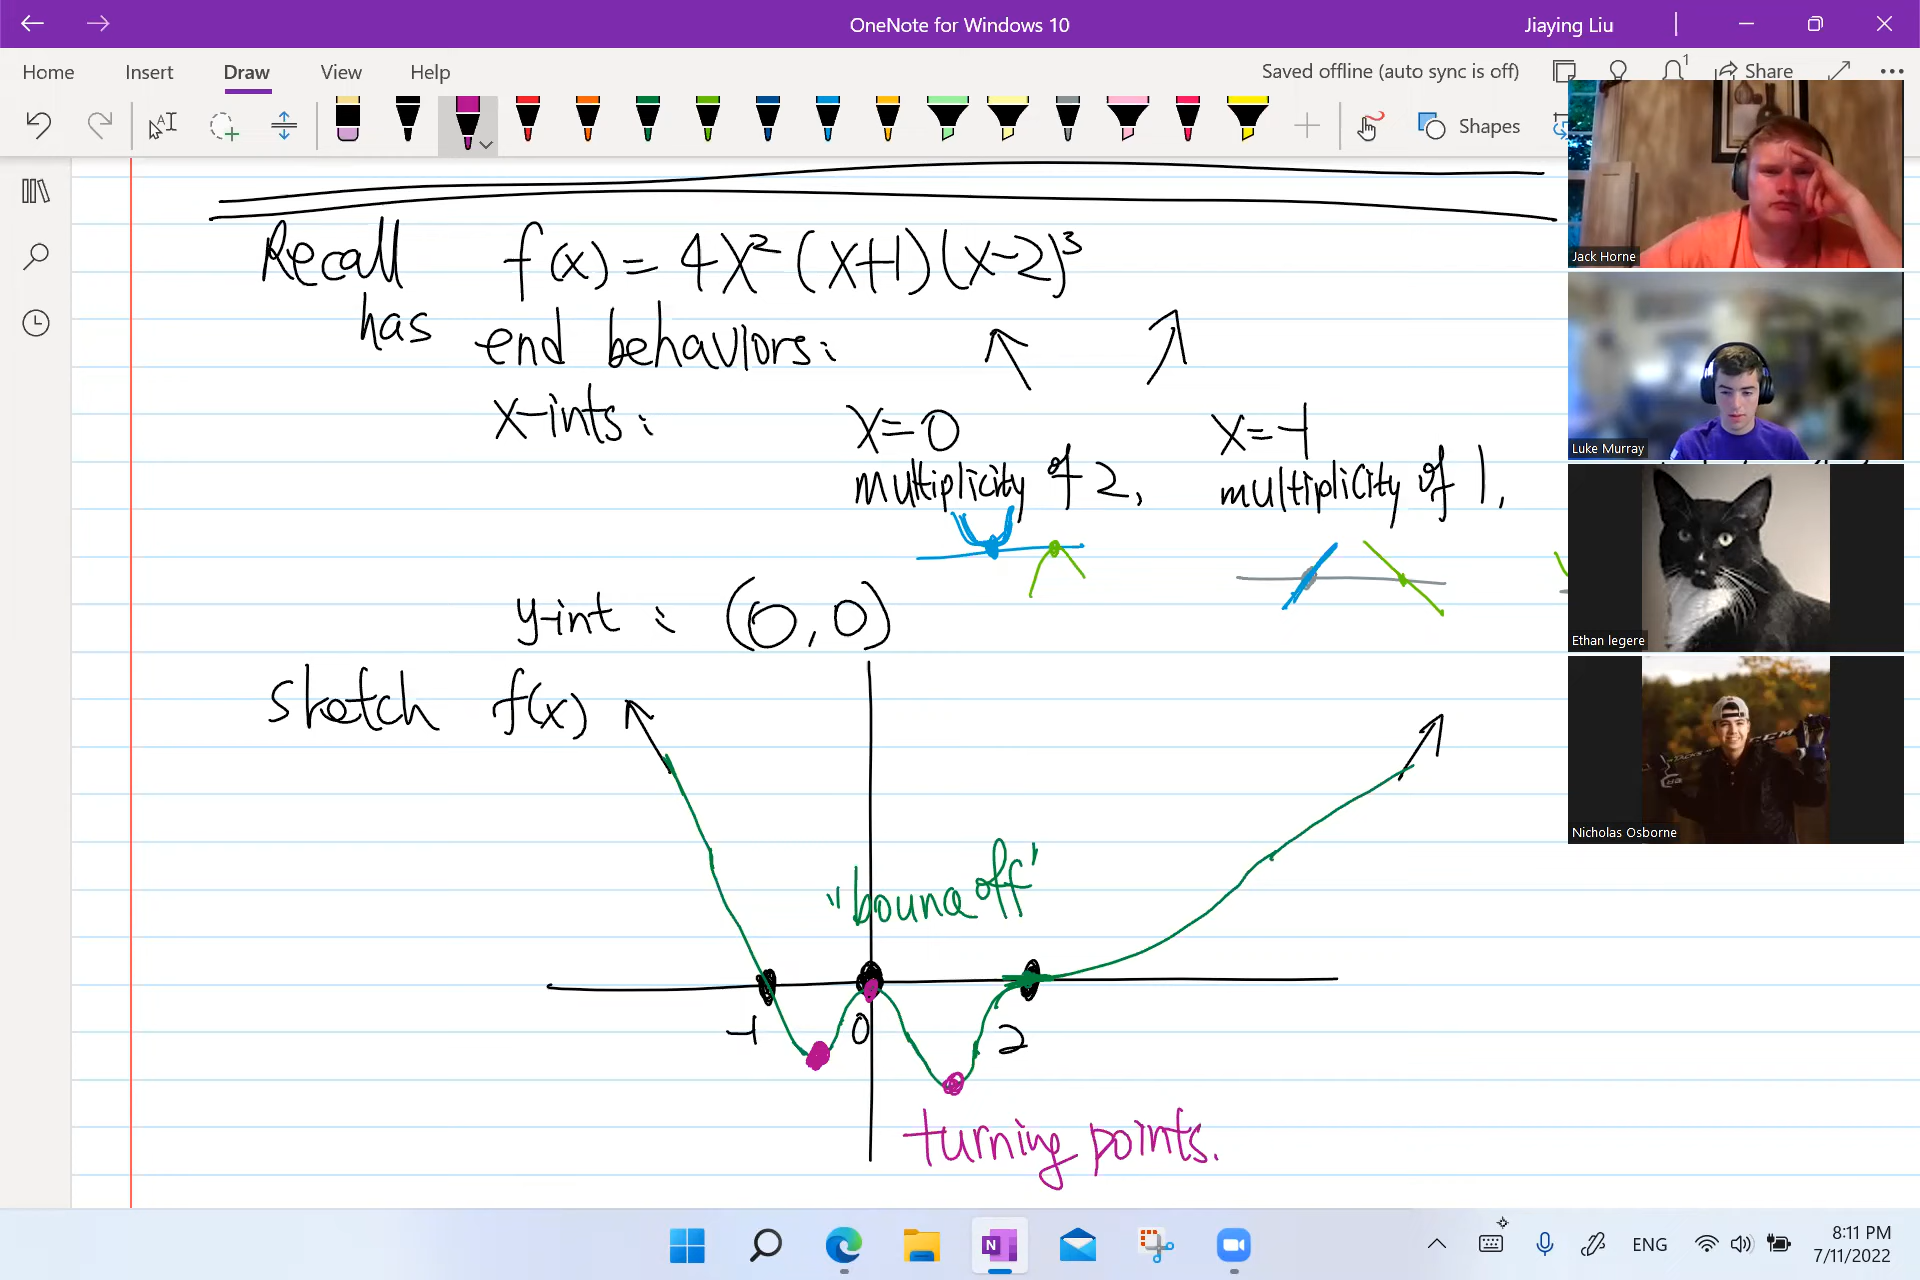 OneNote for Windows 10
Jiaying Liu
Home Insert Draw View Help
Saved offline (auto sync is off)
1
Share
Shapes
Recall f(x) = 4x² (x+1)(x-2)³
has end behaviors:
x-ints: x=0 x=-1
multiplicity of 2, multiplicity of 1,
y-int : (0,0)
sketch f(x)
"bounce off"
-1 0 2
turning points.
Jack Horne
Luke Murray
Ethan legere
Nicholas Osborne
ENG
8:11 PM
7/11/2022